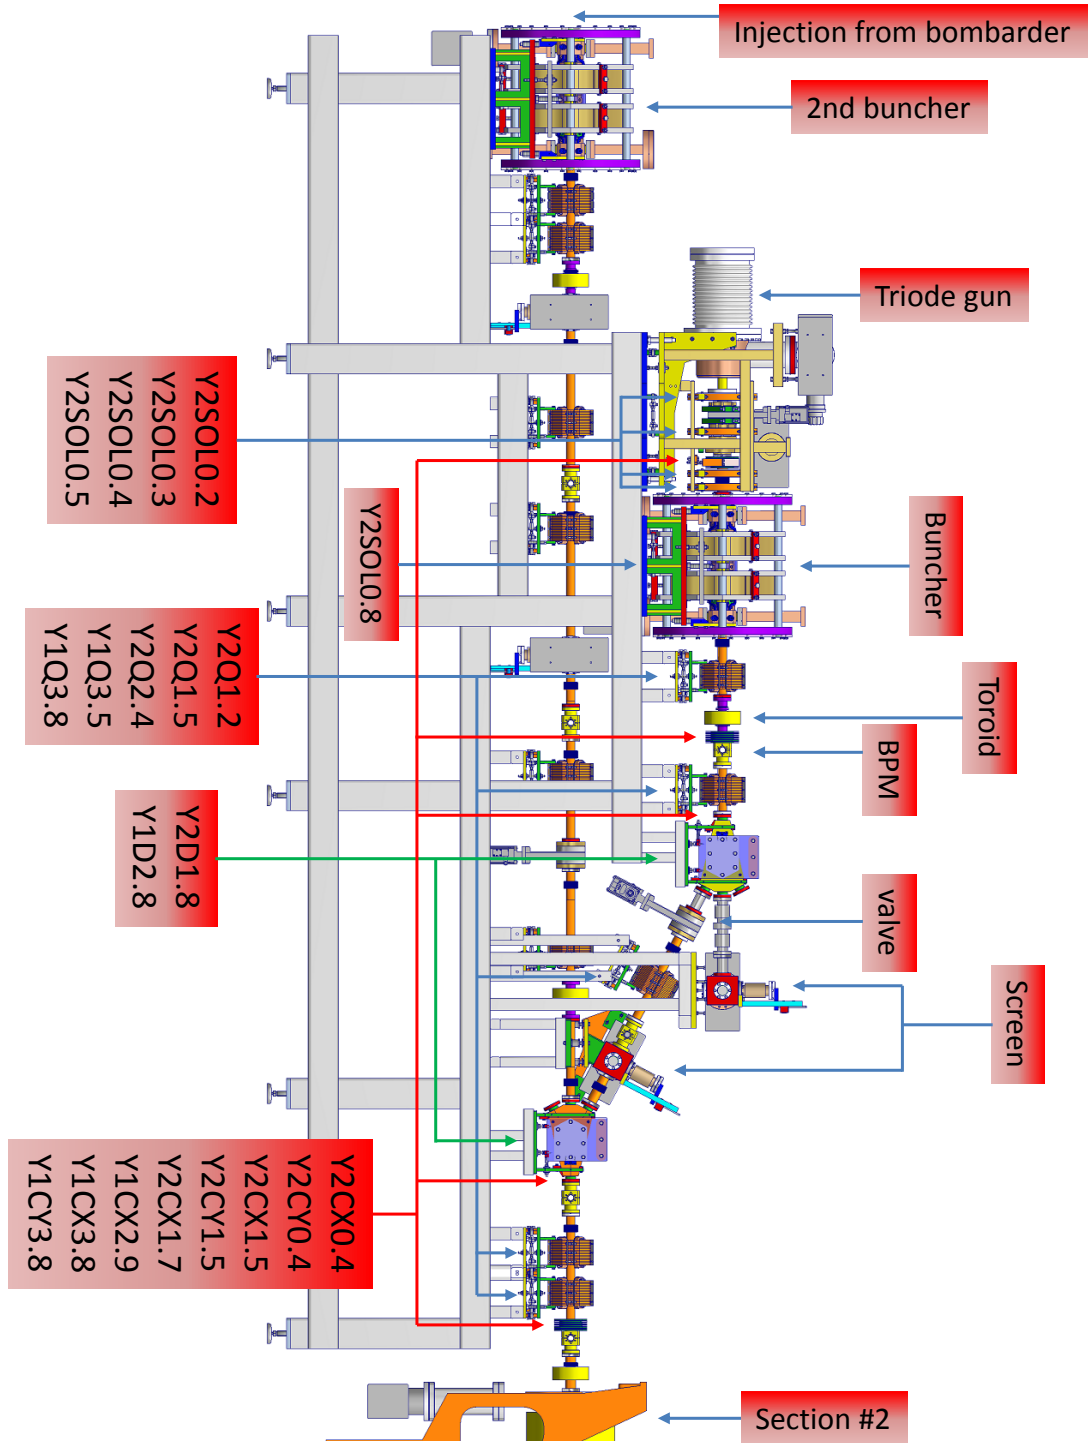 Injection from bombarder
2nd buncher
Triode gun
Y2SOL0.2
Y2SOL0.3
Y2SOL0.4
Y2SOL0.5
Y2SOL0.8
Buncher
Y2Q1.2
Y2Q1.5
Y2Q2.4
Y1Q3.5
Y1Q3.8
Toroid
BPM
Y2D1.8
Y1D2.8
valve
Screen
Y2CX0.4
Y2CY0.4
Y2CX1.5
Y2CY1.5
Y2CX1.7
Y1CX2.9
Y1CX3.8
Y1CY3.8
Section #2